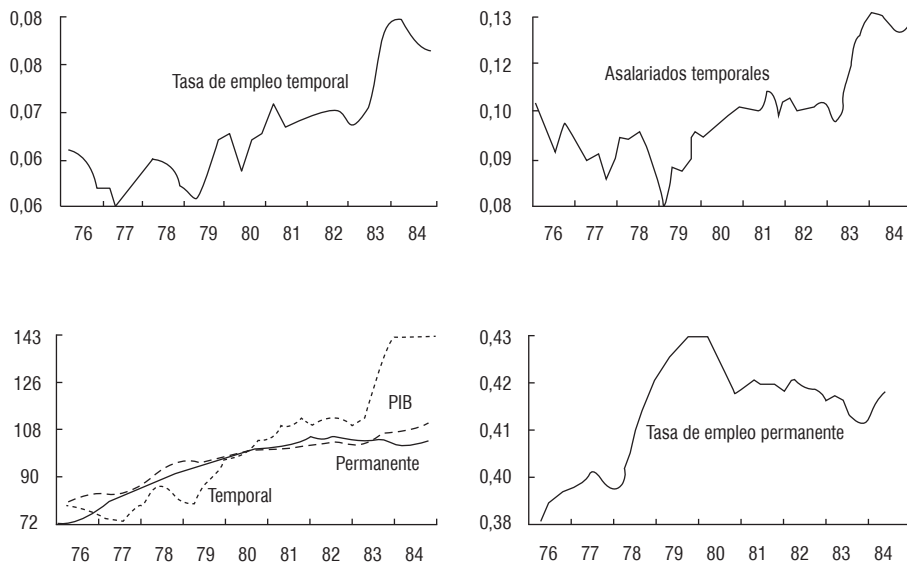 0,08
0,08
0,07
0,06
0,06
Tasa de empleo temporal
76 77 78 79 80 81 82 83 84
0,13
0,12
0,10
0,09
0,08
Asalariados temporales
76 77 78 79 80 81 82 83 84
143
126
108
90
72
PIB
Permanente
Temporal
76 77 78 79 80 81 82 83 84
0,43
0,42
0,41
0,40
0,38
Tasa de empleo permanente
76 77 78 79 80 81 82 83 84